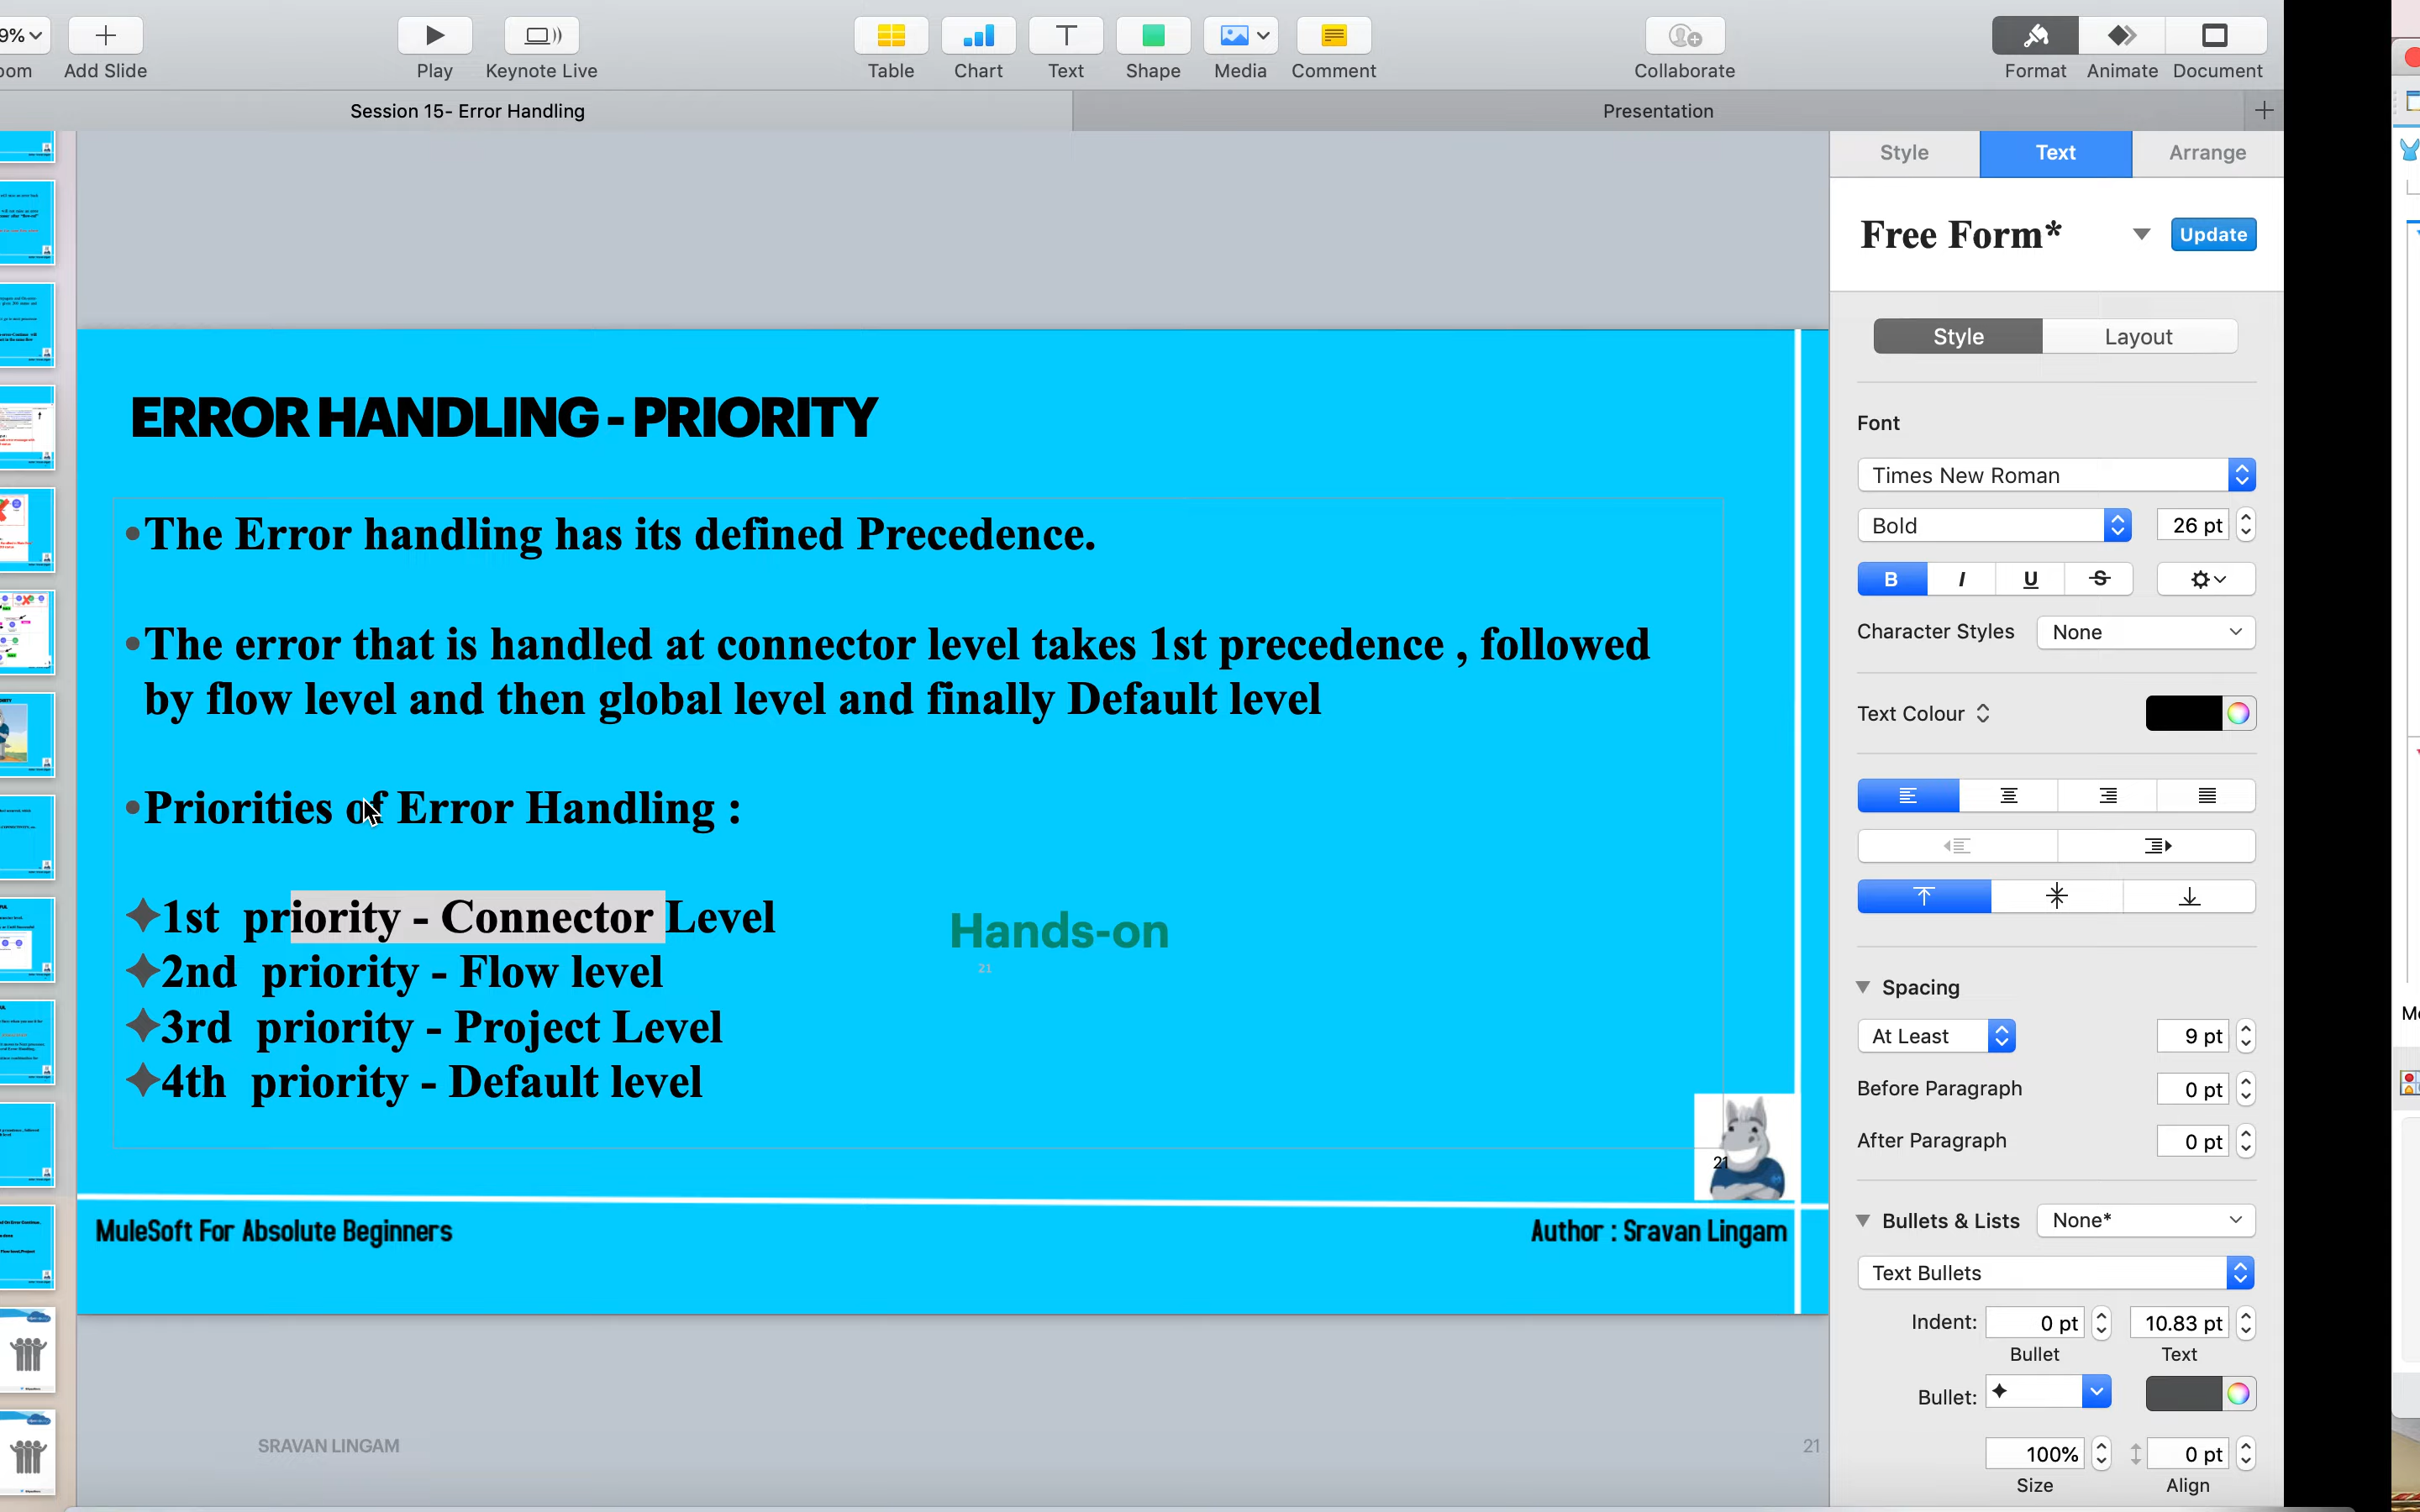 9%
Add Slide
Play
Keynote Live
Table
Chart
Text
Shape
Media
Comment
Collaborate
Format
Animate
Document
Session 15- Error Handling
Presentation
Style
Text
Arrange
Free Form*
Update
Style
Layout
Font
Times New Roman
Bold
26 pt
B I U S
Character Styles
None
Text Colour
Spacing
At Least
9 pt
Before Paragraph
0 pt
After Paragraph
0 pt
Bullets & Lists
None*
Text Bullets
Indent:
0 pt
10.83 pt
Bullet
Text
Bullet:
✦
100%
0 pt
Size
Align
ERROR HANDLING - PRIORITY
•The Error handling has its defined Precedence.
•The error that is handled at connector level takes 1st precedence , followed
by flow level and then global level and finally Default level
•Priorities of Error Handling :
✦1st  priority - Connector Level
✦2nd  priority - Flow level
✦3rd  priority - Project Level
✦4th  priority - Default level
Hands-on
21
21
MuleSoft For Absolute Beginners
Author : Sravan Lingam
SRAVAN LINGAM
21